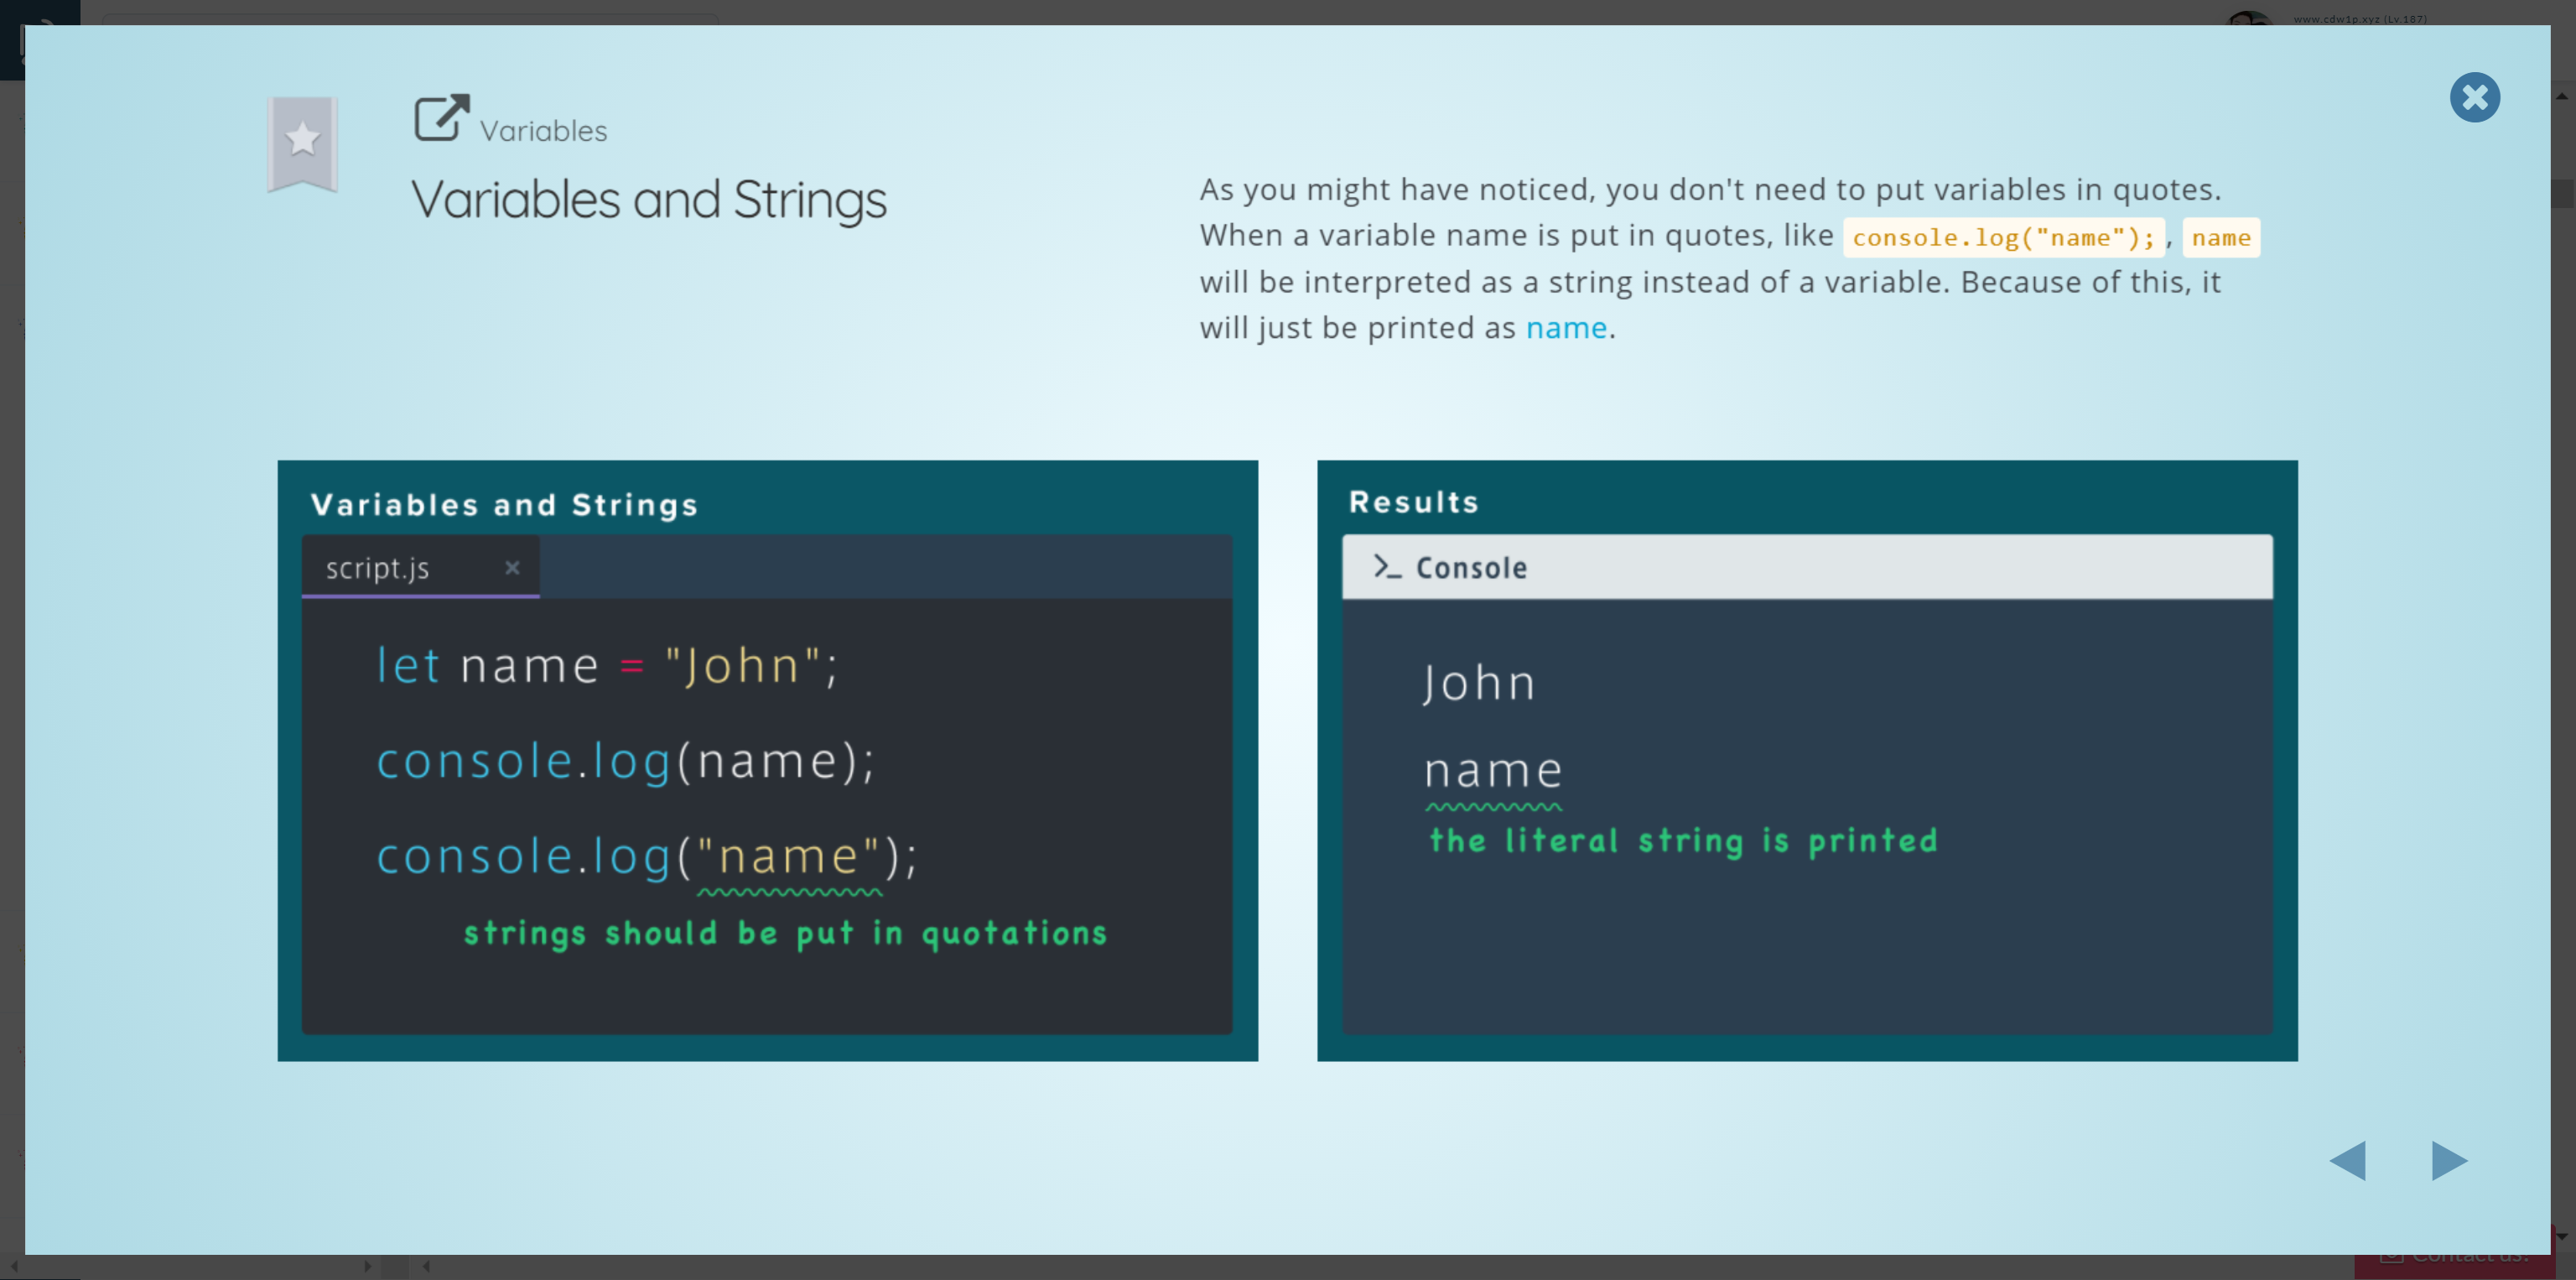 www.cdw1p.xyz (Lv.187)
Variables
Variables and Strings
As you might have noticed, you don't need to put variables in quotes.
When a variable name is put in quotes, like console.log("name"); , name
will be interpreted as a string instead of a variable. Because of this, it
will just be printed as name.
Variables and Strings
script.js ×
let name = "John";
console.log(name);
console.log("name");
strings should be put in quotations
Results
>_ Console
John
name
the literal string is printed
Contact us!